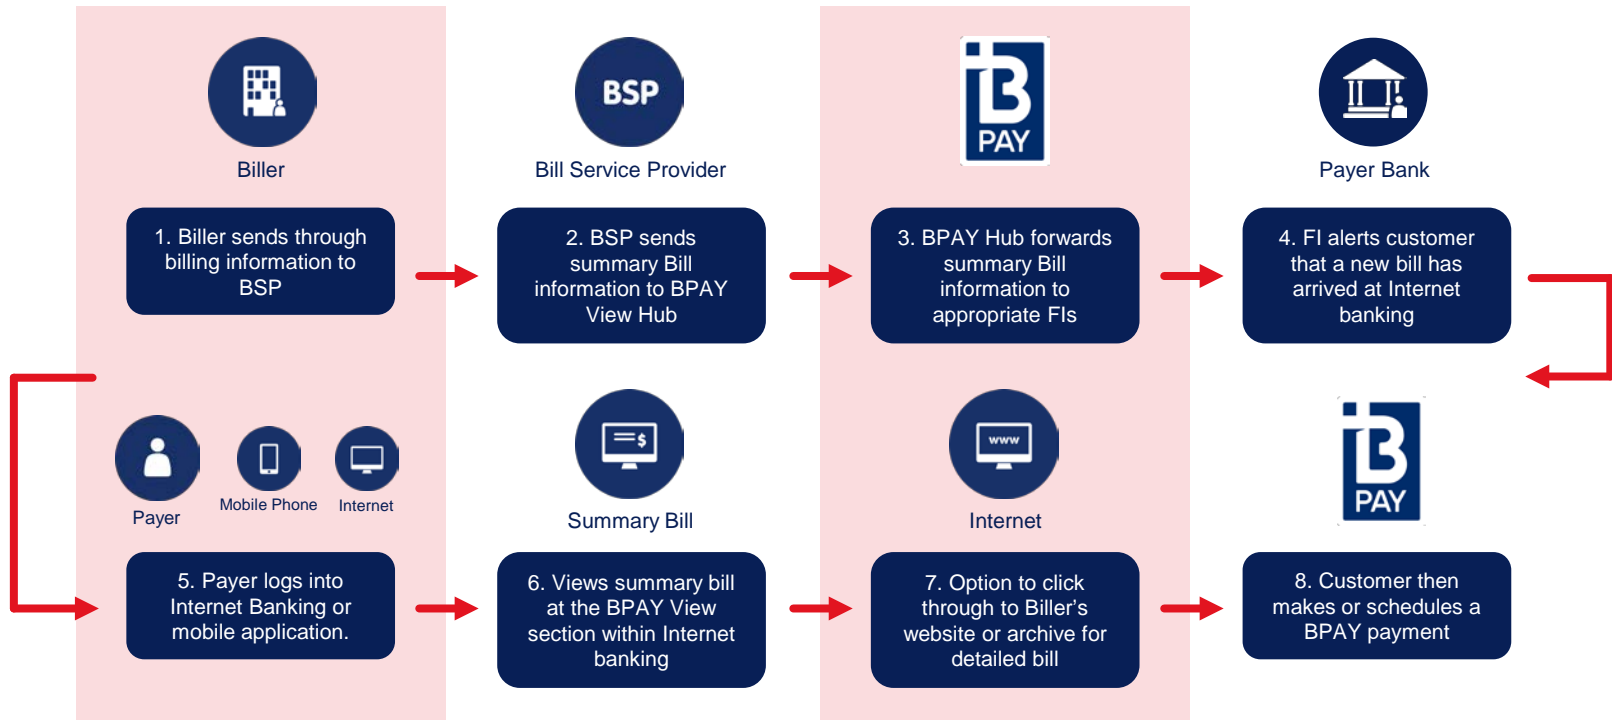 BSP
B
PAY
Biller
Bill Service Provider
Payer Bank
1. Biller sends through
billing information to
BSP
2. BSP sends
summary Bill
information to BPAY
View Hub
3. BPAY Hub forwards
summary Bill
information to
appropriate FIs
4. FI alerts customer
that a new bill has
arrived at Internet
banking
$
www
B
PAY
Payer
Mobile Phone
Internet
Summary Bill
Internet
5. Payer logs into
Internet Banking or
mobile application.
6. Views summary bill
at the BPAY View
section within Internet
banking
7. Option to click
through to Biller's
website or archive for
detailed bill
8. Customer then
makes or schedules a
BPAY payment